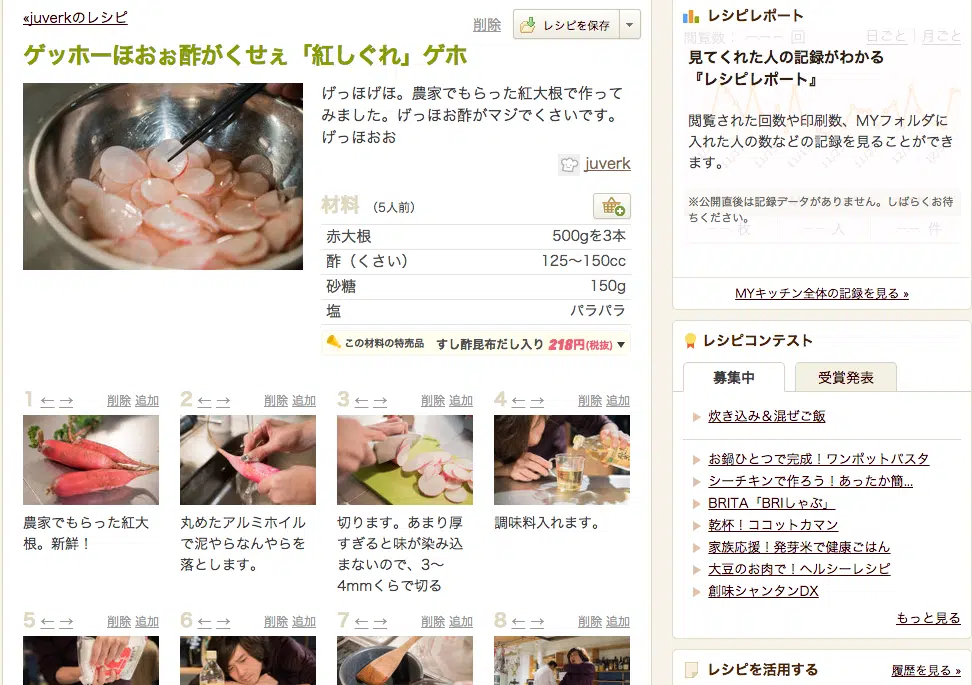 «juverkのレシピ
削除
レシピを保存
ゲッホーほおぉ酢がくせぇ「紅しぐれ」ゲホ
げっほげほ。農家でもらった紅大根で作って
みました。げっほお酢がマジでくさいです。
げっほおお
juverk
材料 （5人前）
赤大根 500gを3本
酢（くさい） 125〜150cc
砂糖 150g
塩 パラパラ
この材料の特売品 すし酢昆布だし入り 218円(税抜) ▼
1 ←→ 削除 追加
農家でもらった紅大
根。新鮮！
2 ←→ 削除 追加
丸めたアルミホイル
で泥やらなんやらを
落とします。
3 ←→ 削除 追加
切ります。あまり厚
すぎると味が染み込
まないので、3〜
4mmくらで切る
4 ←→ 削除 追加
調味料入れます。
5 ←→ 削除 追加
6 ←→ 削除 追加
7 ←→ 削除 追加
8 ←→ 削除 追加
レシピレポート
閲覧数： －－－ 回
日ごと｜月ごと
見てくれた人の記録がわかる
『レシピレポート』
閲覧された回数や印刷数、MYフォルダに
入れた人の数などの記録を見ることができ
ます。
※公開直後は記録データがありません。しばらくお待
ちください。
－－ 枚 －－ 人 －－ 件
MYキッチン全体の記録を見る »
レシピコンテスト
募集中 受賞発表
炊き込み＆混ぜご飯
お鍋ひとつで完成！ワンポットパスタ
シーチキンで作ろう！あったか簡...
BRITA「BRIしゃぶ」
乾杯！ココットカマン
家族応援！発芽米で健康ごはん
大豆のお肉で！ヘルシーレシピ
創味シャンタンDX
もっと見る
レシピを活用する
履歴を見る »